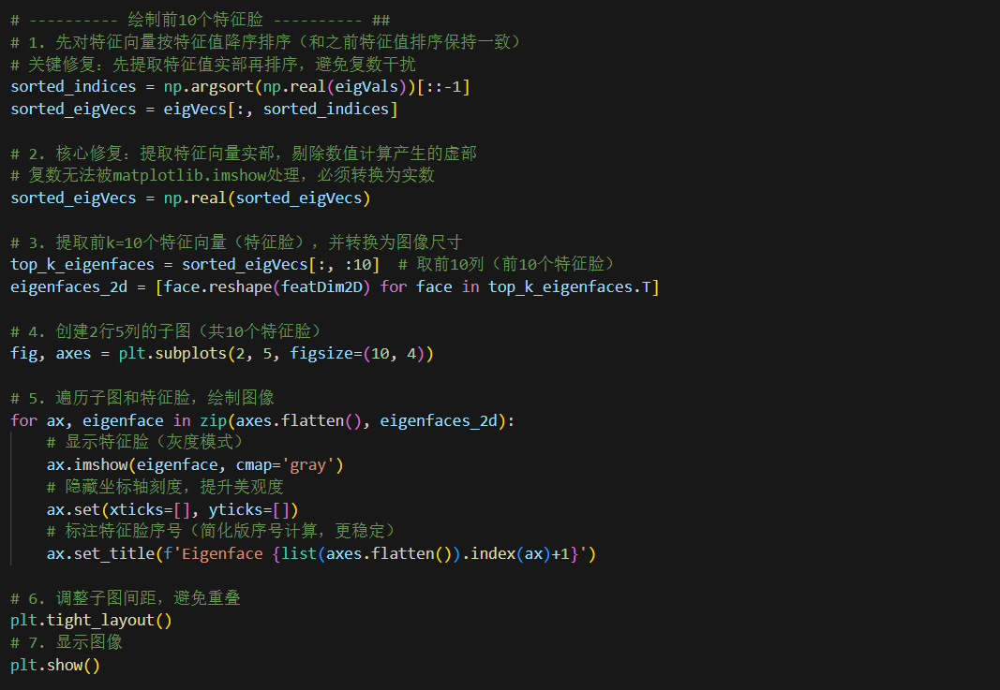 # ---------- 绘制前10个特征脸 ---------- ##
# 1. 先对特征向量按特征值降序排序（和之前特征值排序保持一致）
# 关键修复：先提取特征值实部再排序，避免复数干扰
sorted_indices = np.argsort(np.real(eigVals))[::-1]
sorted_eigVecs = eigVecs[:, sorted_indices]

# 2. 核心修复：提取特征向量实部，剔除数值计算产生的虚部
# 复数无法被matplotlib.imshow处理，必须转换为实数
sorted_eigVecs = np.real(sorted_eigVecs)

# 3. 提取前k=10个特征向量（特征脸），并转换为图像尺寸
top_k_eigenfaces = sorted_eigVecs[:, :10]  # 取前10列（前10个特征脸）
eigenfaces_2d = [face.reshape(featDim2D) for face in top_k_eigenfaces.T]

# 4. 创建2行5列的子图（共10个特征脸）
fig, axes = plt.subplots(2, 5, figsize=(10, 4))

# 5. 遍历子图和特征脸，绘制图像
for ax, eigenface in zip(axes.flatten(), eigenfaces_2d):
    # 显示特征脸（灰度模式）
    ax.imshow(eigenface, cmap='gray')
    # 隐藏坐标轴刻度，提升美观度
    ax.set(xticks=[], yticks=[])
    # 标注特征脸序号（简化版序号计算，更稳定）
    ax.set_title(f'Eigenface {list(axes.flatten()).index(ax)+1}')

# 6. 调整子图间距，避免重叠
plt.tight_layout()
# 7. 显示图像
plt.show()